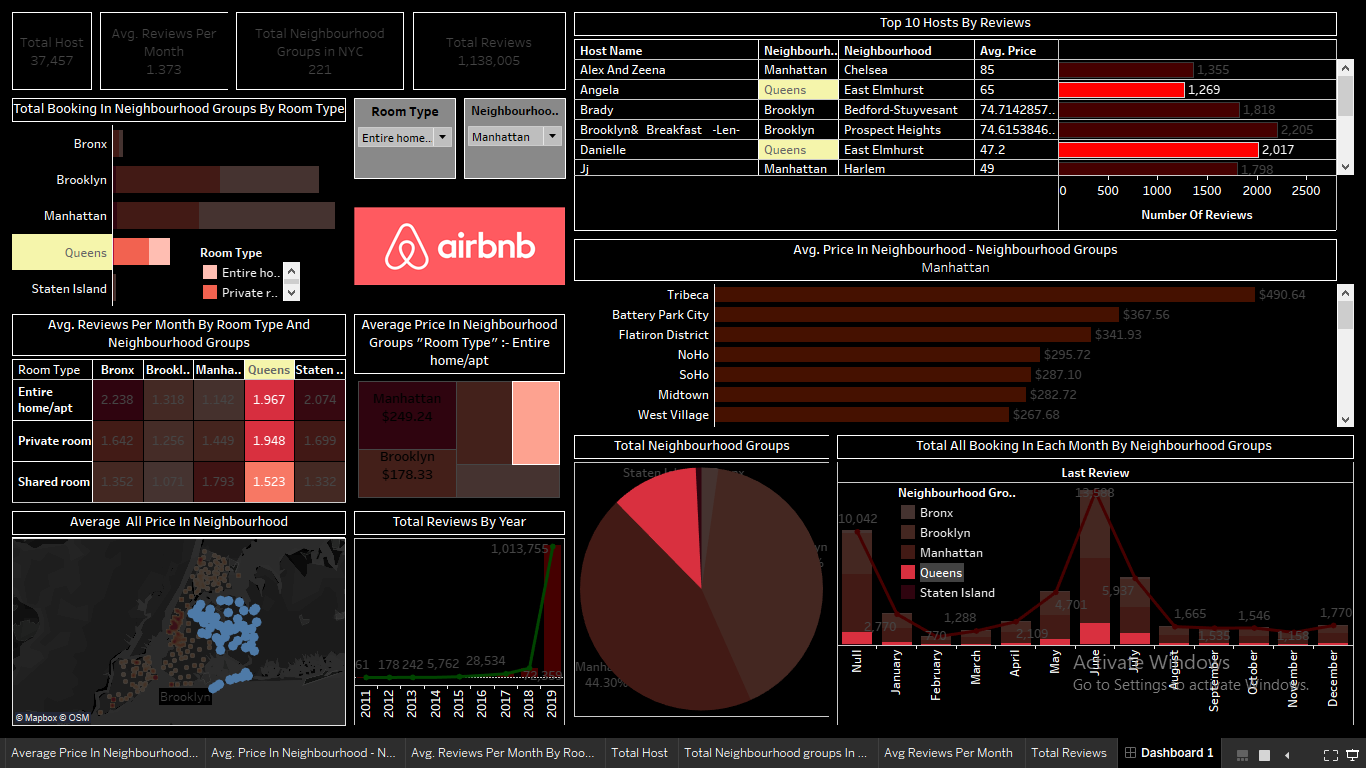 Total Host
37,457
Avg. Reviews Per
Month
1.373
Total Neighbourhood
Groups in NYC
221
Total Reviews
1,138,005
Top 10 Hosts By Reviews
Host Name Neighbourh.. Neighbourhood Avg. Price
Alex And Zeena Manhattan Chelsea 85 1,355
Angela Queens East Elmhurst 65 1,269
Brady Brooklyn Bedford-Stuyvesant 74.7142857.. 1,818
Brooklyn& Breakfast -Len- Brooklyn Prospect Heights 74.6153846.. 2,205
Danielle Queens East Elmhurst 47.2 2,017
Jj Manhattan Harlem 49 1,798
0 500 1000 1500 2000 2500
Number Of Reviews
Total Booking In Neighbourhood Groups By Room Type
Bronx
Brooklyn
Manhattan
Queens
Staten Island
Room Type
Entire ho..
Private r..
Room Type
Entire home..
Neighbourhoo..
Manhattan
airbnb
Avg. Price In Neighbourhood - Neighbourhood Groups
Manhattan
Tribeca $490.64
Battery Park City $367.56
Flatiron District $341.93
NoHo $295.72
SoHo $287.10
Midtown $282.72
West Village $267.68
Avg. Reviews Per Month By Room Type And
Neighbourhood Groups
Room Type Bronx Brookl.. Manha.. Queens Staten ..
Entire
home/apt 2.238 1.318 1.142 1.967 2.074
Private room 1.642 1.256 1.449 1.948 1.699
Shared room 1.352 1.071 1.793 1.523 1.332
Average Price In Neighbourhood
Groups "Room Type" :- Entire
home/apt
Manhattan
$249.24
Brooklyn
$178.33
Total Neighbourhood Groups
Manha
44.30%
Total All Booking In Each Month By Neighbourhood Groups
Last Review
Neighbourhood Gro..
Bronx
Brooklyn
Manhattan
Queens
Staten Island
10,042
2,770
770
1,288
2,109
4,701
13,588
5,937
1,665
1,535
1,546
1,158
1,770
Null
January
February
March
April
May
June
July
August
September
October
November
December
Average All Price In Neighbourhood
Brooklyn
© Mapbox © OSM
Total Reviews By Year
61 178 242 5,762 28,534 1,013,755
2011 2012 2013 2014 2015 2016 2017 2018 2019
Activate Windows
Go to Settings to activate Windows.
Average Price In Neighbourhood... Avg. Price In Neighbourhood - N... Avg. Reviews Per Month By Roo... Total Host Total Neighbourhood groups In ... Avg Reviews Per Month Total Reviews Dashboard 1